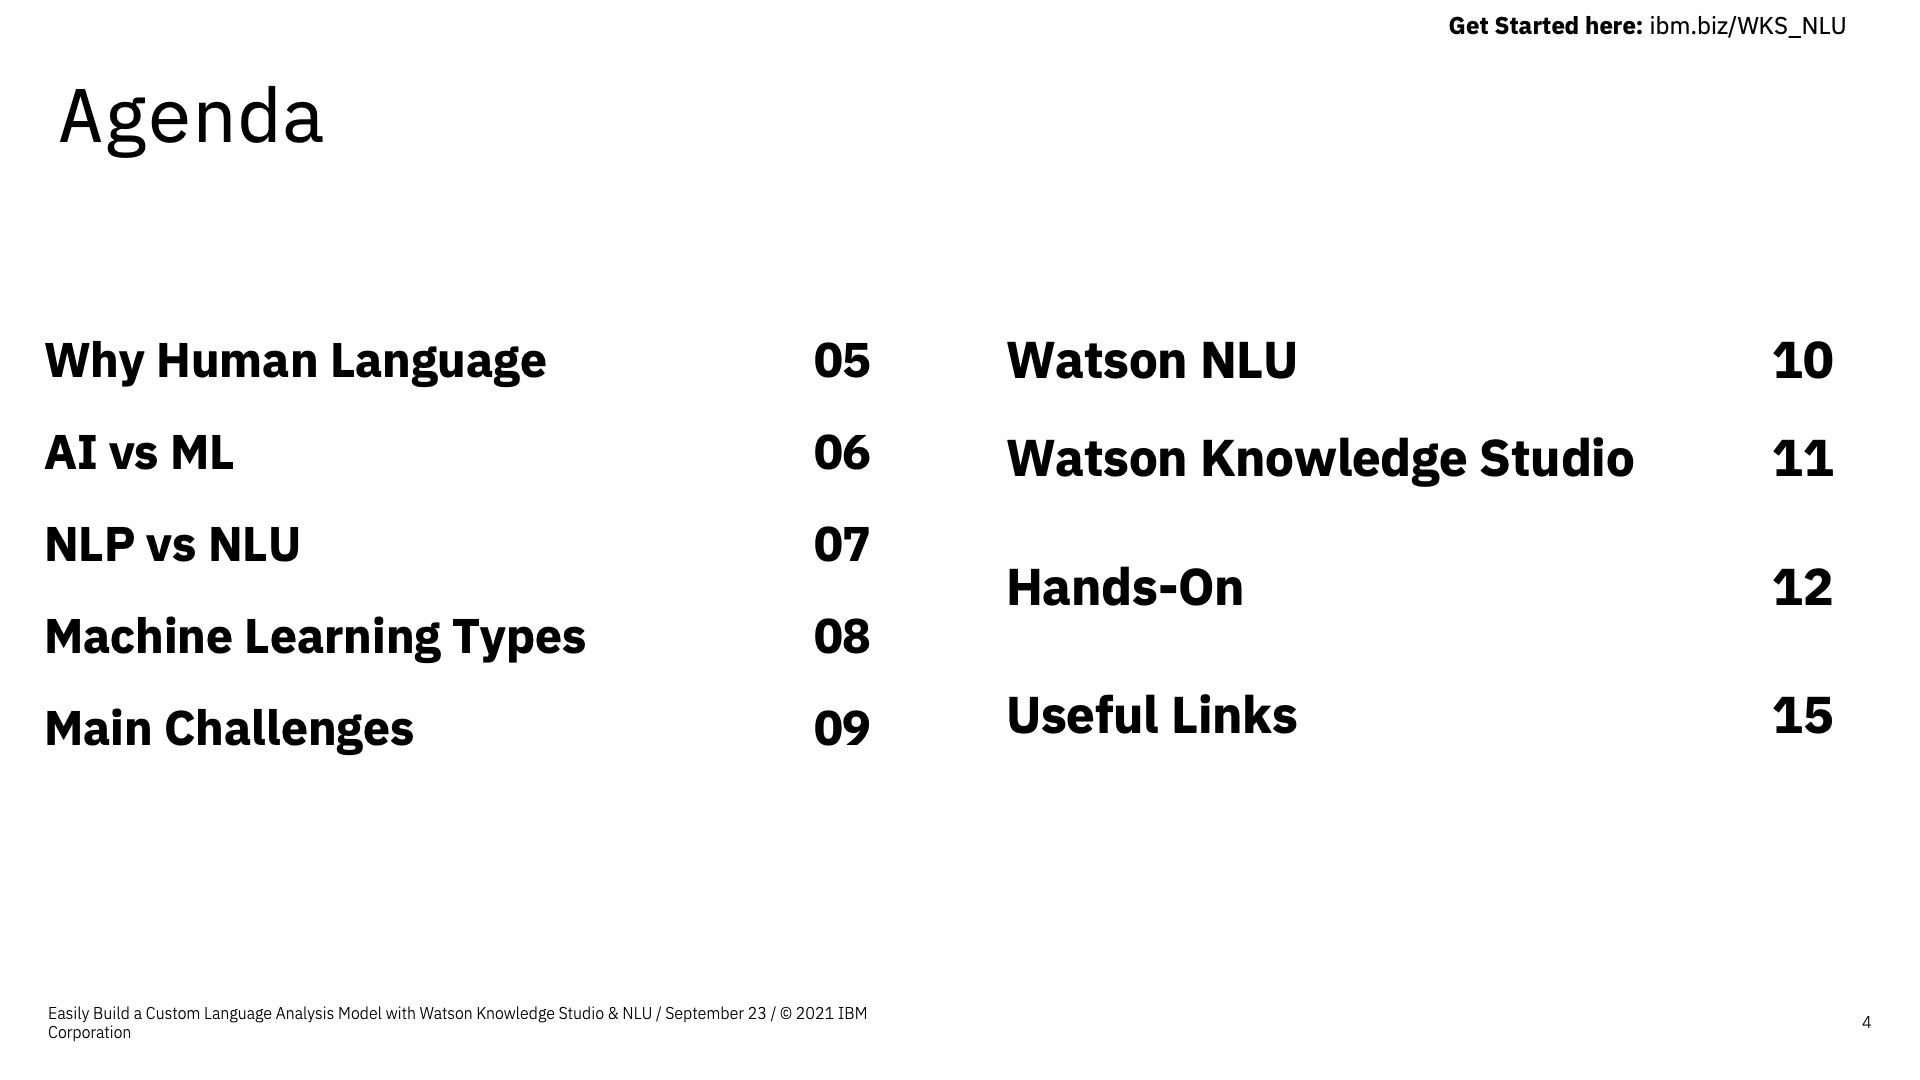 Get Started here: ibm.biz/WKS_NLU
Agenda
Why Human Language 05
AI vs ML 06
NLP vs NLU 07
Machine Learning Types 08
Main Challenges 09
Watson NLU 10
Watson Knowledge Studio 11
Hands-On 12
Useful Links 15
Easily Build a Custom Language Analysis Model with Watson Knowledge Studio & NLU / September 23 / © 2021 IBM
Corporation
4